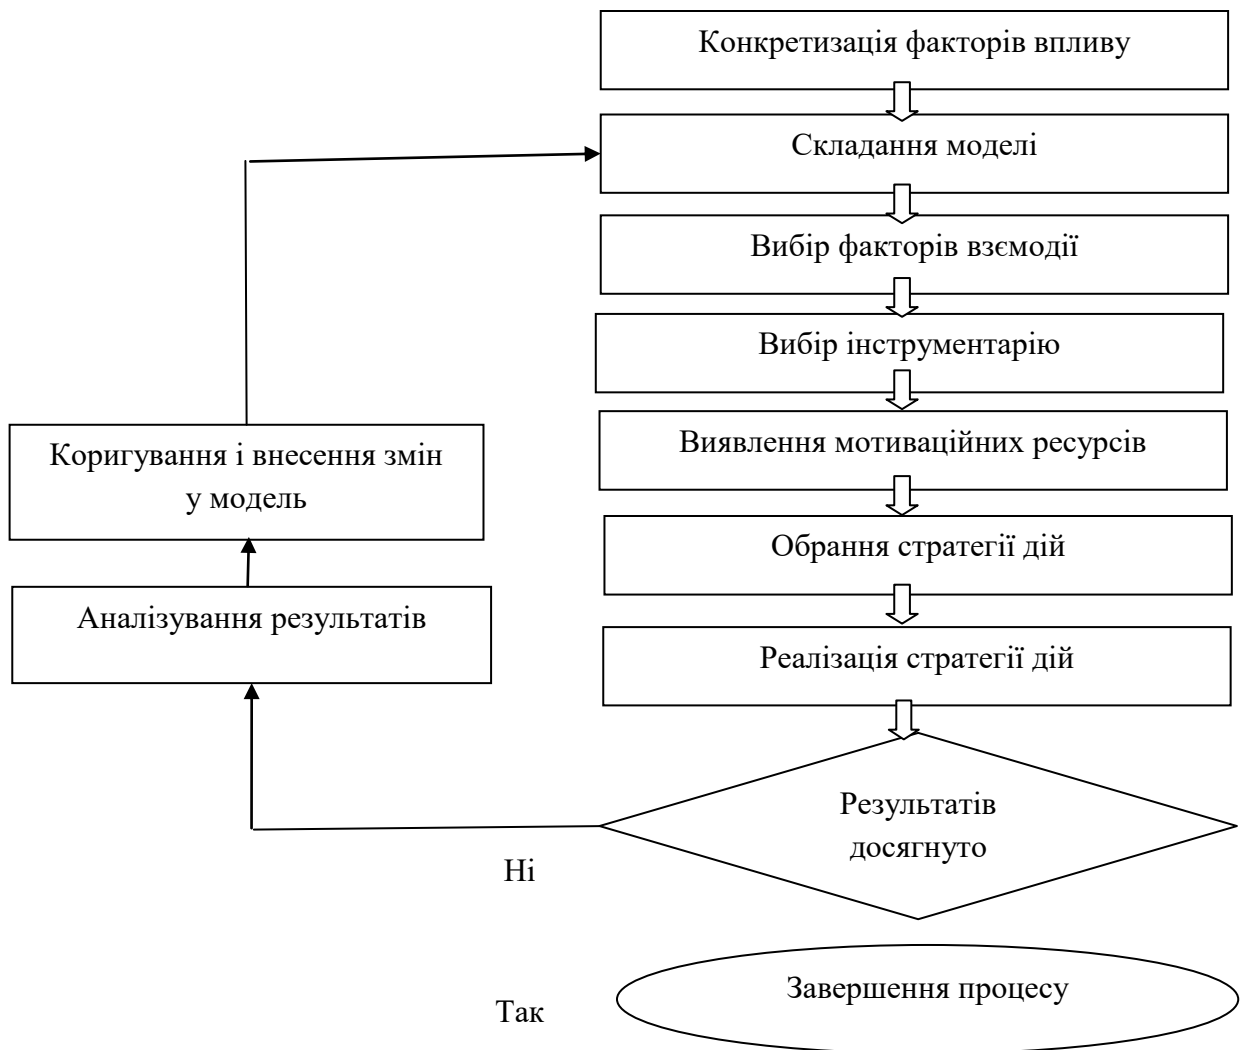 Конкретизація факторів впливу
Складання моделі
Вибір факторів взємодії
Вибір інструментарію
Виявлення мотиваційних ресурсів
Обрання стратегії дій
Реалізація стратегії дій
Результатів
досягнуто
Ні
Аналізування результатів
Коригування і внесення змін
у модель
Так
Завершення процесу